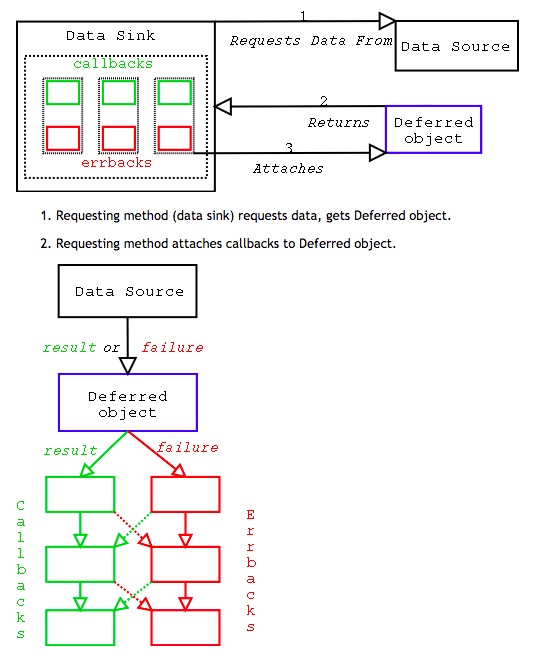 1
Data Sink
Requests Data From
Data Source
callbacks
2
Returns
Deferred
object
3
errbacks
Attaches
1. Requesting method (data sink) requests data, gets Deferred object.
2. Requesting method attaches callbacks to Deferred object.
Data Source
result or failure
Deferred
object
result
failure
Callbacks
Errbacks